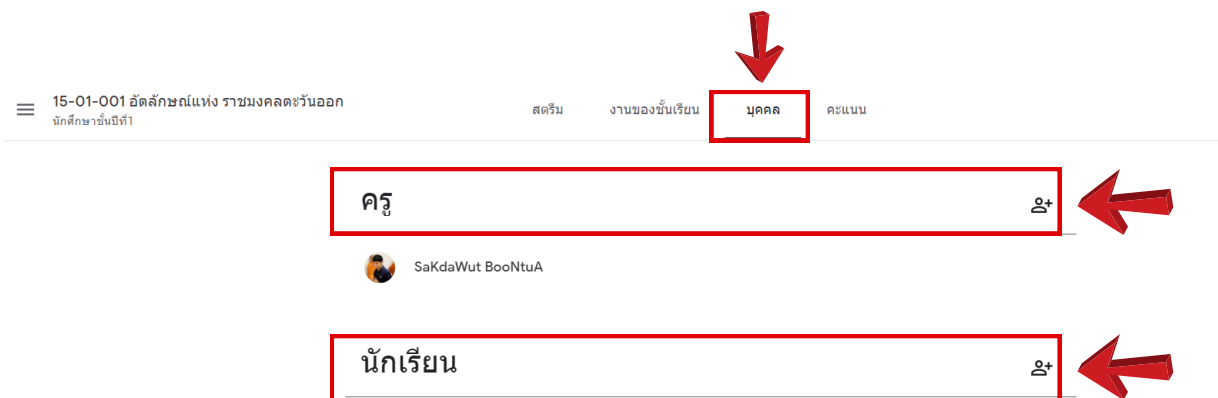 15-01-001 อัตลักษณ์แห่ง ราชมงคลตะวันออก
นักศึกษาชั้นปีที่1
สตรีม งานของชั้นเรียน บุคคล คะแนน
ครู
SaKdaWut BooNtuA
นักเรียน